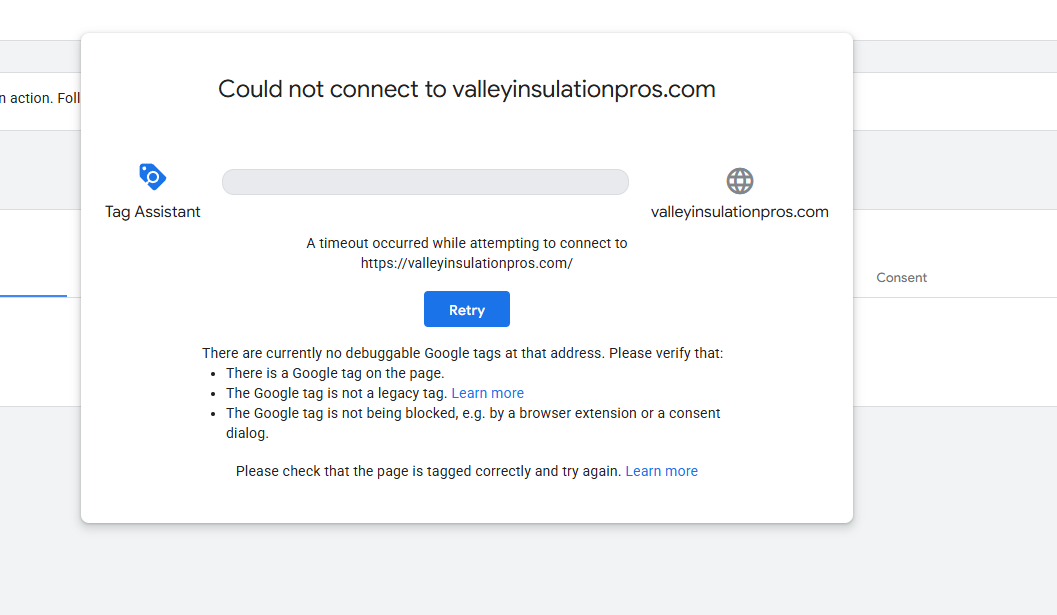 n action. Foll
Could not connect to valleyinsulationpros.com
Tag Assistant
valleyinsulationpros.com
A timeout occurred while attempting to connect to
https://valleyinsulationpros.com/
Consent
Retry
There are currently no debuggable Google tags at that address. Please verify that:
• There is a Google tag on the page.
• The Google tag is not a legacy tag. Learn more
• The Google tag is not being blocked, e.g. by a browser extension or a consent
dialog.
Please check that the page is tagged correctly and try again. Learn more